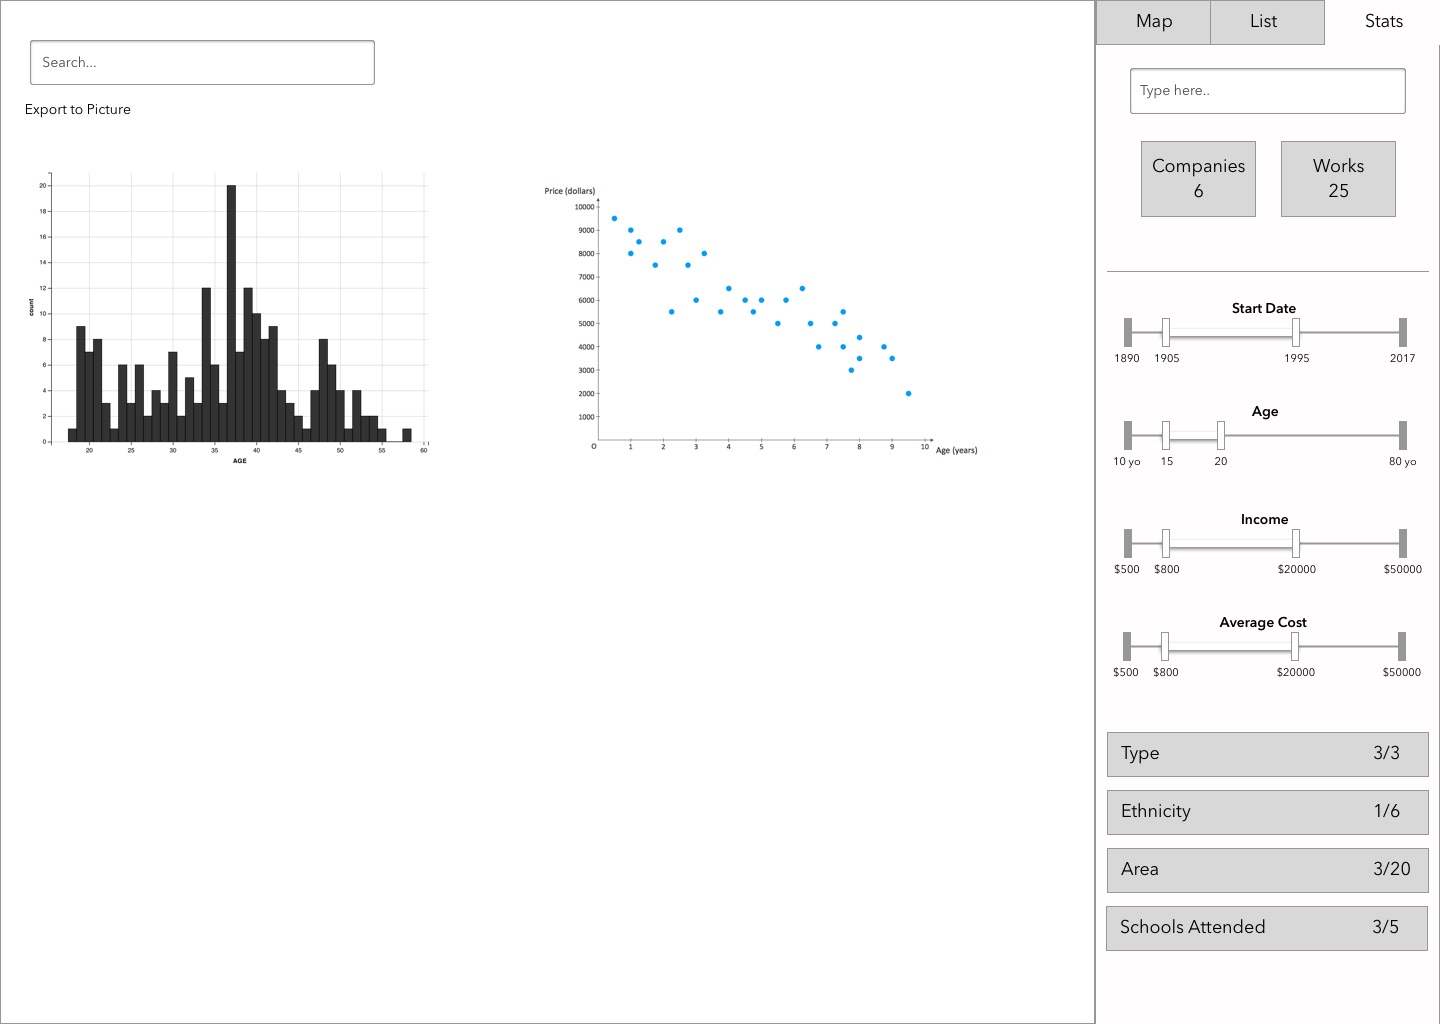 Search...
Export to Picture
20
18
16
14
12
10
8
6
4
2
0
count
20 25 30 35 40 45 50 55 60
AGE
Price (dollars)
10000
9000
8000
7000
6000
5000
4000
3000
2000
1000
O 1 2 3 4 5 6 7 8 9 10 Age (years)
Map List Stats
Type here..
Companies
6
Works
25
Start Date
1890 1905 1995 2017
Age
10 yo 15 20 80 yo
Income
$500 $800 $20000 $50000
Average Cost
$500 $800 $20000 $50000
Type 3/3
Ethnicity 1/6
Area 3/20
Schools Attended 3/5